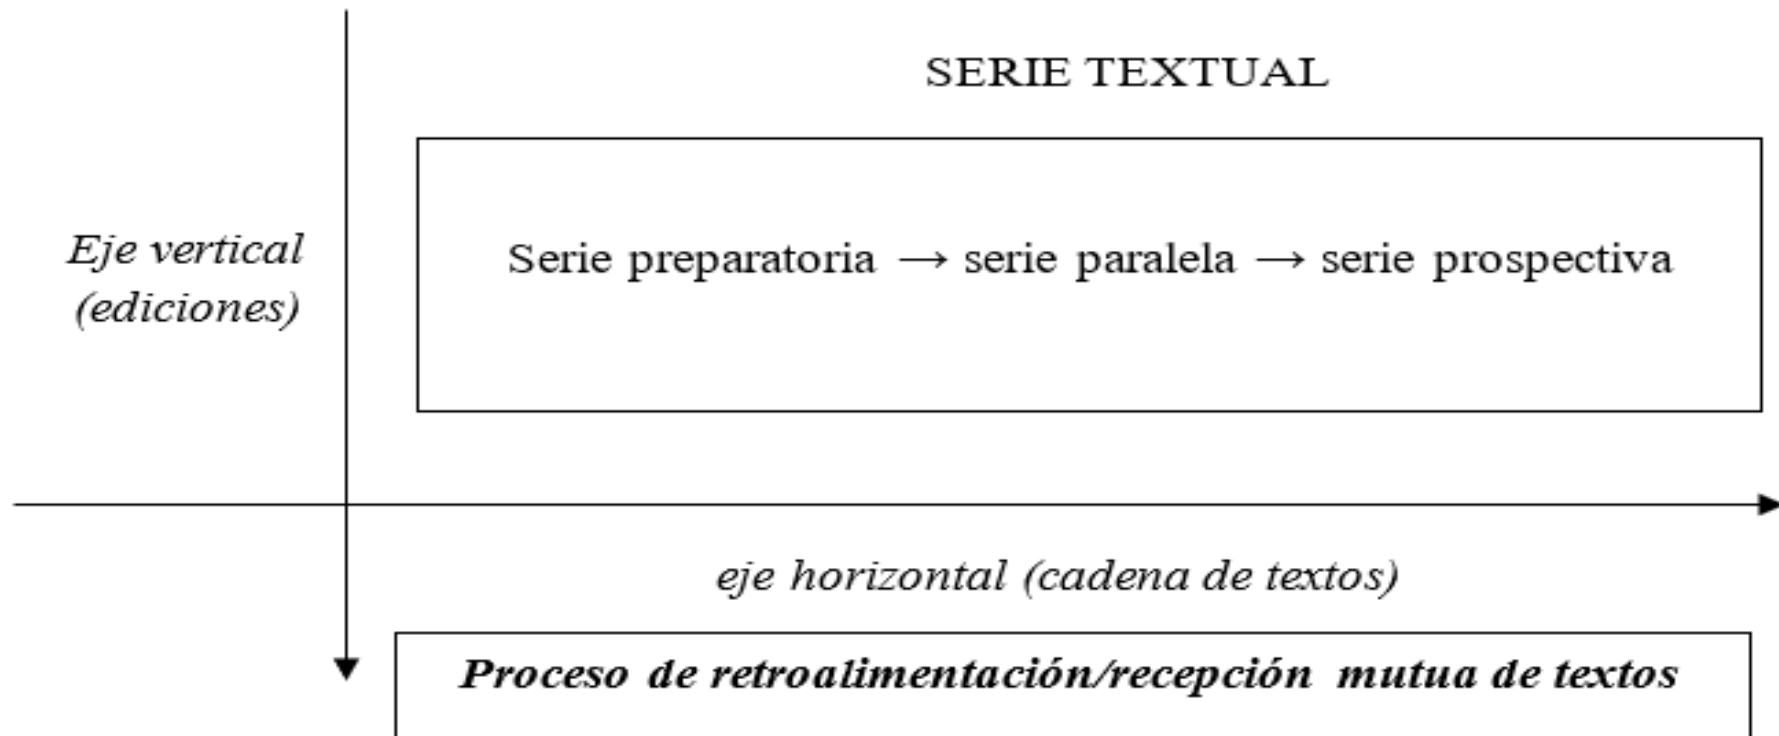 SERIE TEXTUAL
Eje vertical
(ediciones)
Serie preparatoria → serie paralela → serie prospectiva
eje horizontal (cadena de textos)
Proceso de retroalimentación/recepción mutua de textos